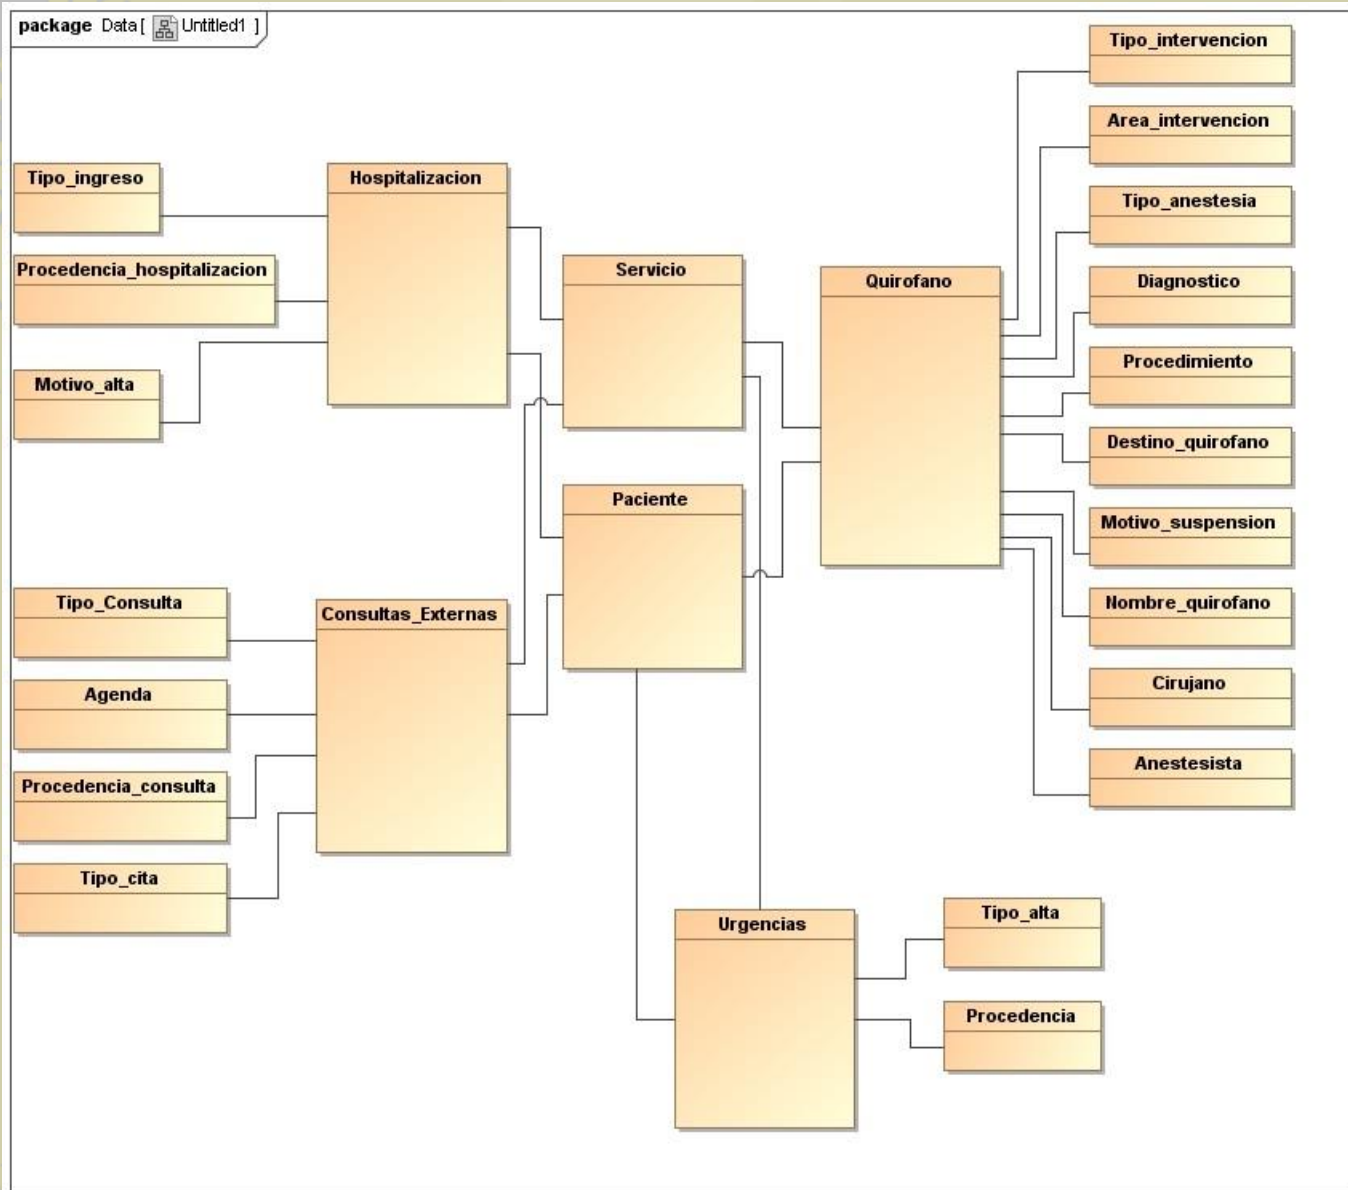 package Data [ Untitled1 ]
Tipo_intervencion
Area_intervencion
Tipo_ingreso
Hospitalizacion
Tipo_anestesia
Procedencia_hospitalizacion
Servicio
Quirofano
Diagnostico
Motivo_alta
Procedimiento
Destino_quirofano
Paciente
Motivo_suspension
Tipo_Consulta
Consultas_Externas
Nombre_quirofano
Agenda
Cirujano
Procedencia_consulta
Anestesista
Tipo_cita
Urgencias
Tipo_alta
Procedencia